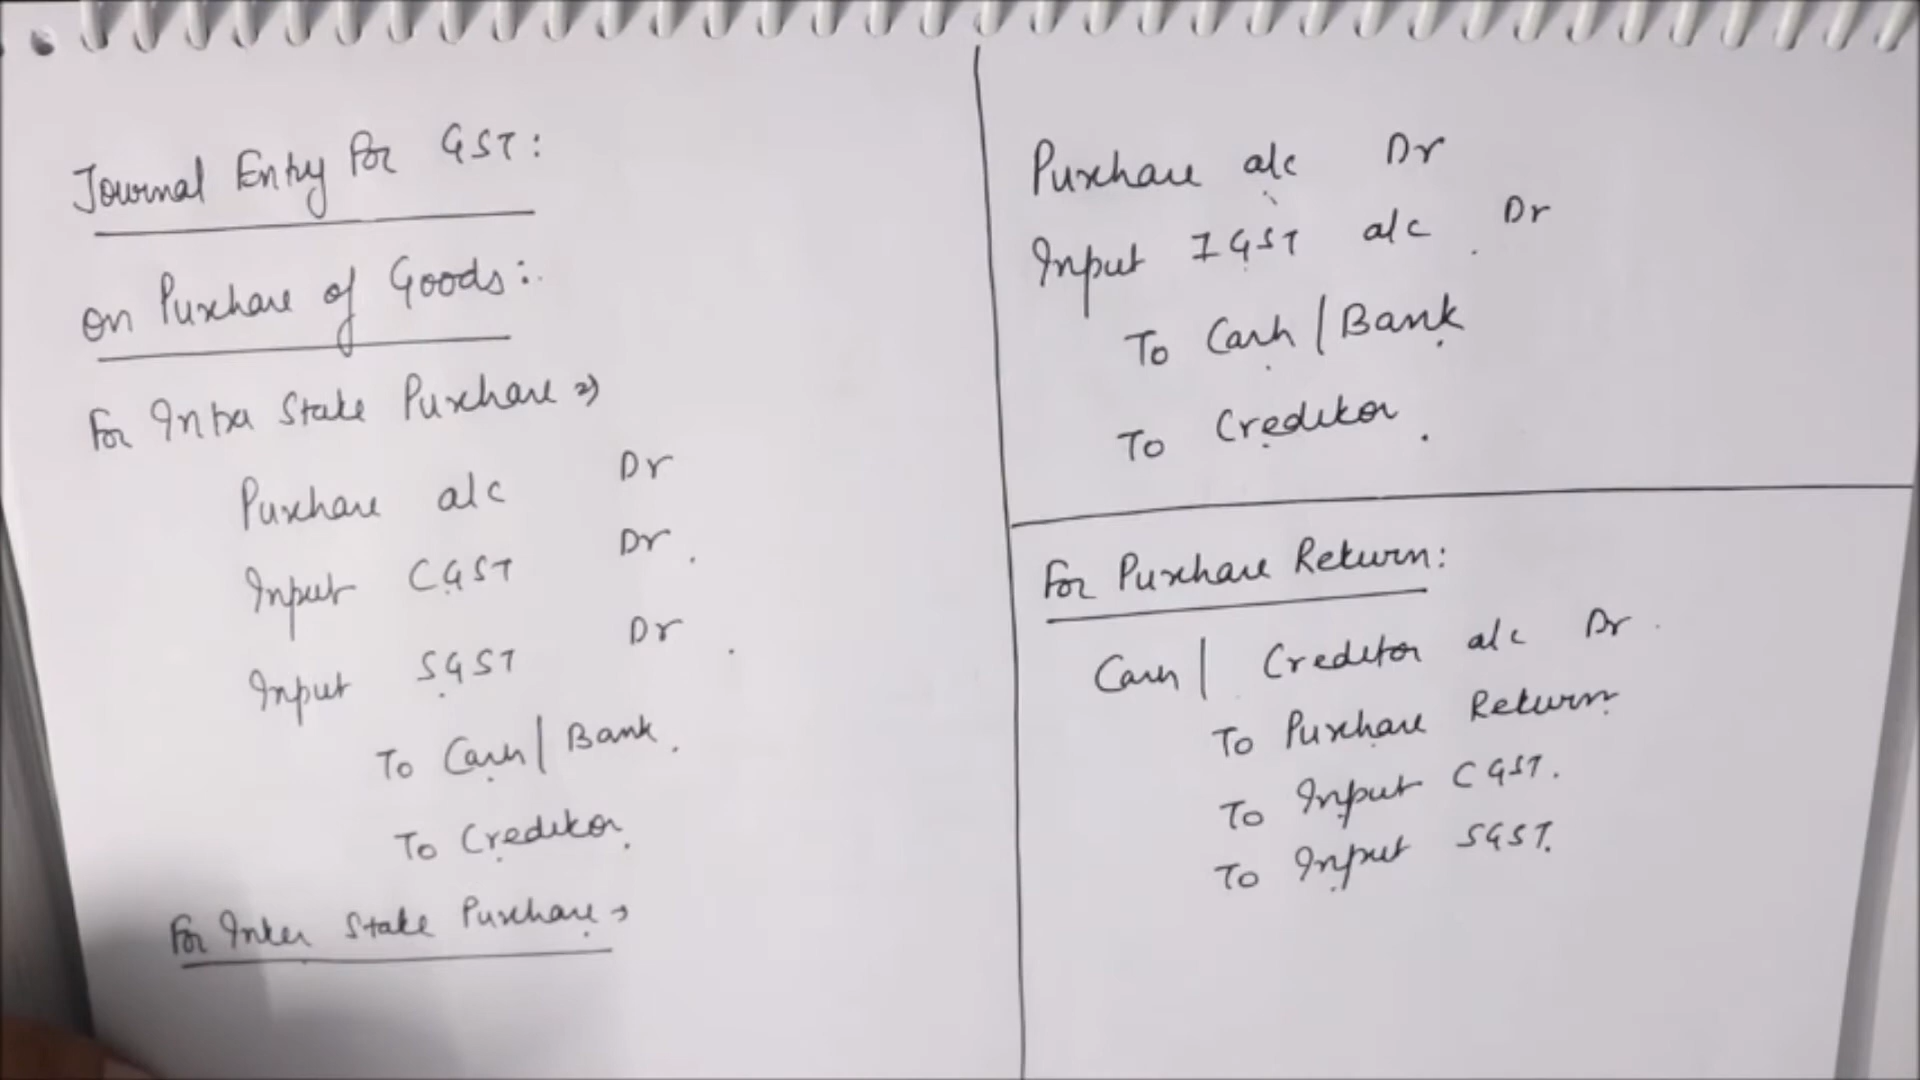 Journal Entry For GST:
on Purchase of Goods:
For Intra State Purchase →
Purchase a/c Dr
Input CGST Dr.
Input SGST Dr.
To Cash / Bank.
To Creditor.
For Inter State Purchase →
Purchase a/c Dr
Input IGST a/c. Dr
To Cash / Bank
To Creditor.
For Purchase Return:
Cash / Creditor a/c Dr.
To Purchase Return
To Input CGST.
To Input SGST.